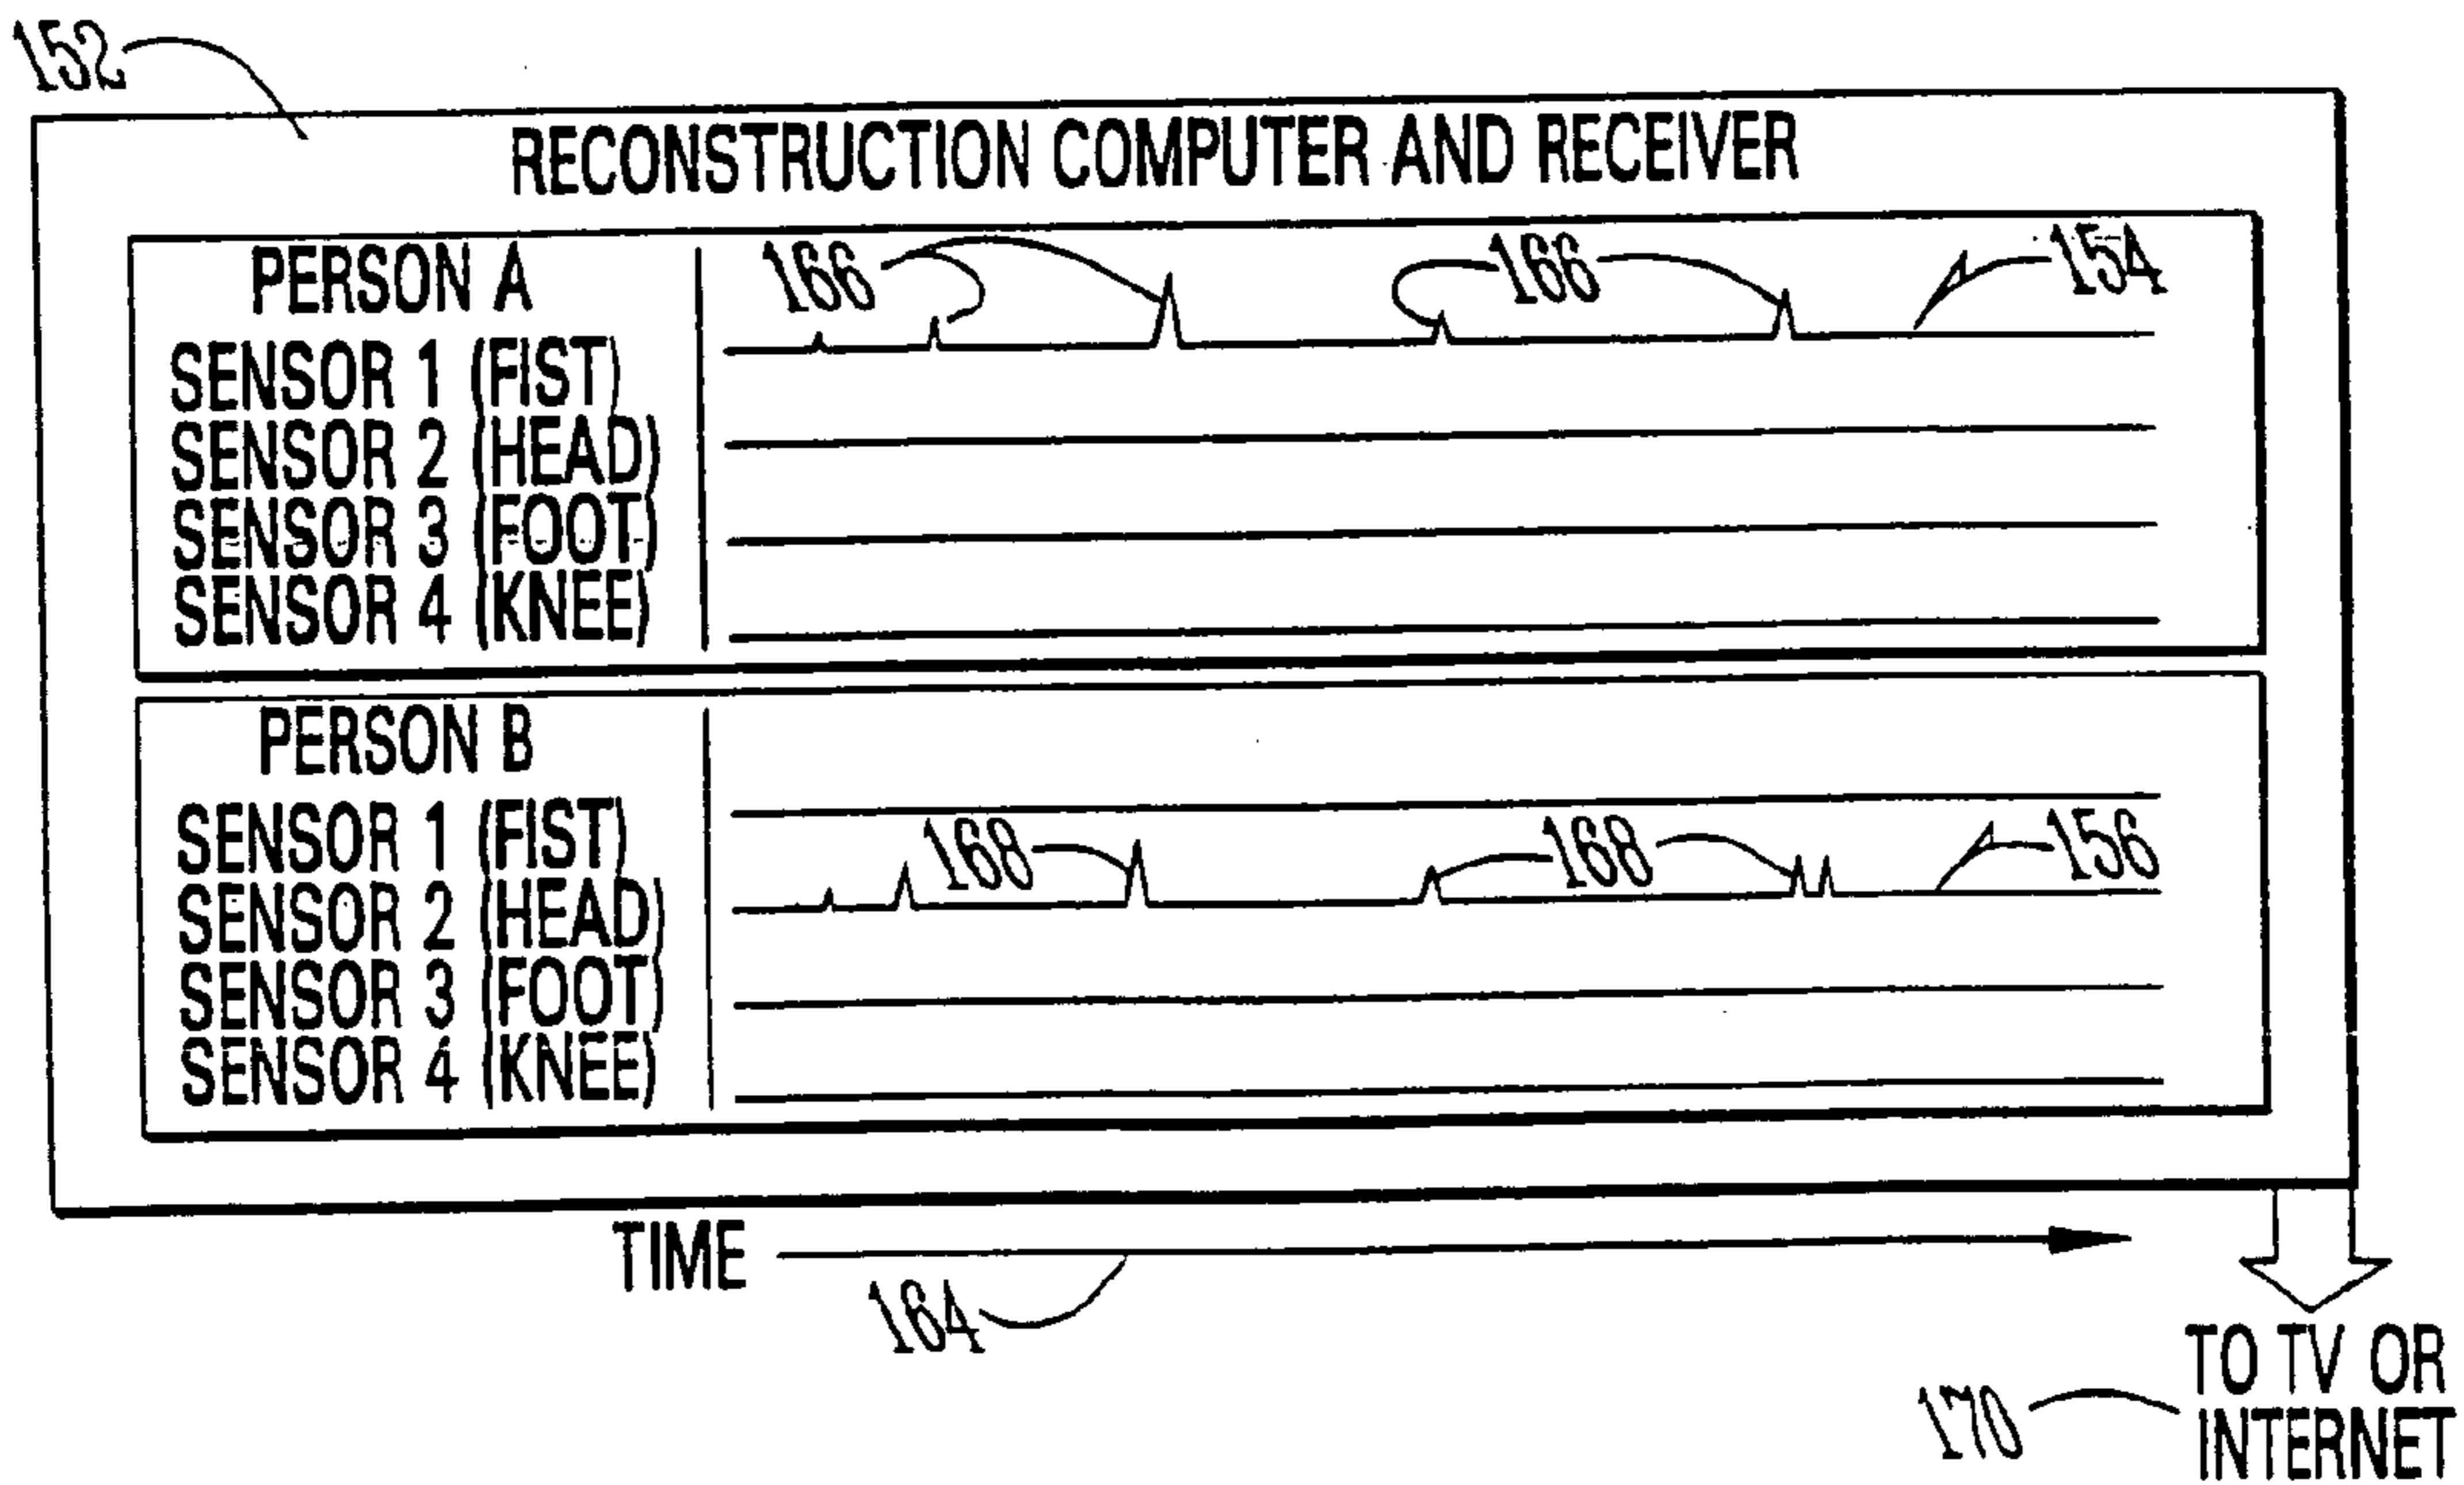 152
RECONSTRUCTION COMPUTER AND RECEIVER
PERSON A
166
166
154
SENSOR 1 (FIST)
SENSOR 2 (HEAD)
SENSOR 3 (FOOT)
SENSOR 4 (KNEE)
PERSON B
SENSOR 1 (FIST)
168
168
156
SENSOR 2 (HEAD)
SENSOR 3 (FOOT)
SENSOR 4 (KNEE)
TIME
164
TO TV OR
INTERNET
170